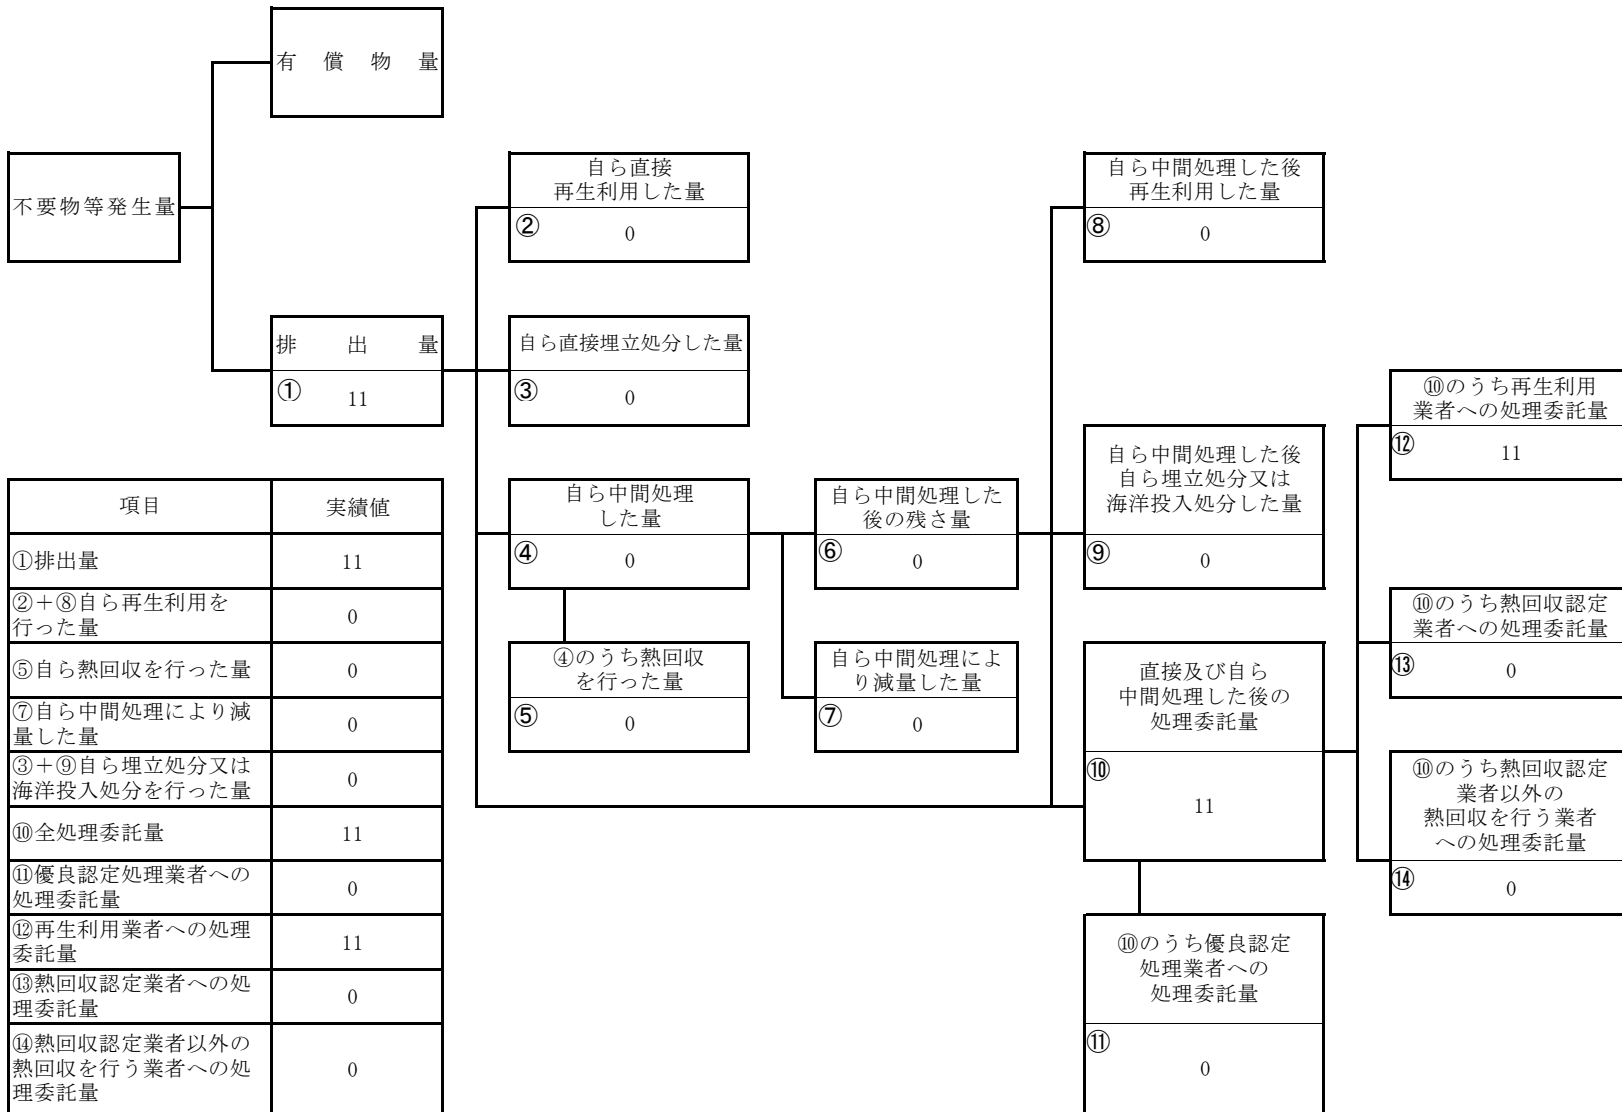 有償物量
不要物等発生量
排出量
① 11
自ら直接
再生利用した量
② 0
自ら直接埋立処分した量
③ 0
自ら中間処理
した量
④ 0
④のうち熱回収
を行った量
⑤ 0
自ら中間処理した
後の残さ量
⑥ 0
自ら中間処理によ
り減量した量
⑦ 0
自ら中間処理した後
再生利用した量
⑧ 0
自ら中間処理した後
自ら埋立処分又は
海洋投入処分した量
⑨ 0
直接及び自ら
中間処理した後の
処理委託量
⑩
11
⑩のうち優良認定
処理業者への
処理委託量
⑪
0
⑩のうち再生利用
業者への処理委託量
⑫ 11
⑩のうち熱回収認定
業者への処理委託量
⑬ 0
⑩のうち熱回収認定
業者以外の
熱回収を行う業者
への処理委託量
⑭ 0
項目 実績値
①排出量 11
②+⑧自ら再生利用を
行った量 0
⑤自ら熱回収を行った量 0
⑦自ら中間処理により減
量した量 0
③+⑨自ら埋立処分又は
海洋投入処分を行った量 0
⑩全処理委託量 11
⑪優良認定処理業者への
処理委託量 0
⑫再生利用業者への処理
委託量 11
⑬熱回収認定業者への処
理委託量 0
⑭熱回収認定業者以外の
熱回収を行う業者への処
理委託量 0